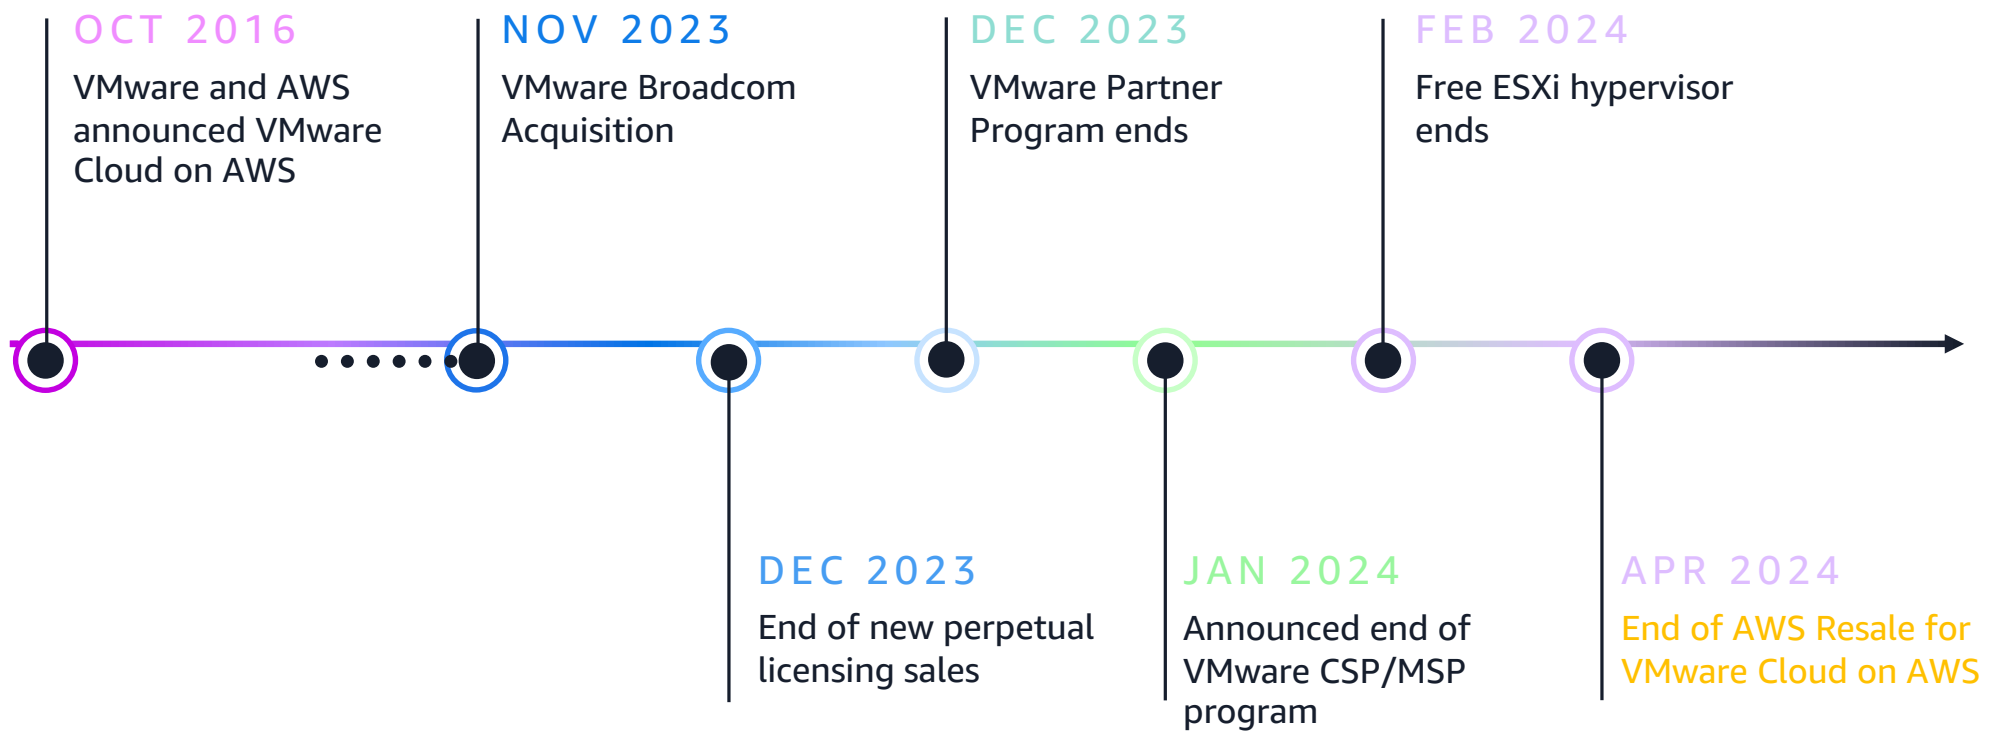 OCT 2016
VMware and AWS
announced VMware
Cloud on AWS
NOV 2023
VMware Broadcom
Acquisition
DEC 2023
End of new perpetual
licensing sales
DEC 2023
VMware Partner
Program ends
JAN 2024
Announced end of
VMware CSP/MSP
program
FEB 2024
Free ESXi hypervisor
ends
APR 2024
End of AWS Resale for
VMware Cloud on AWS